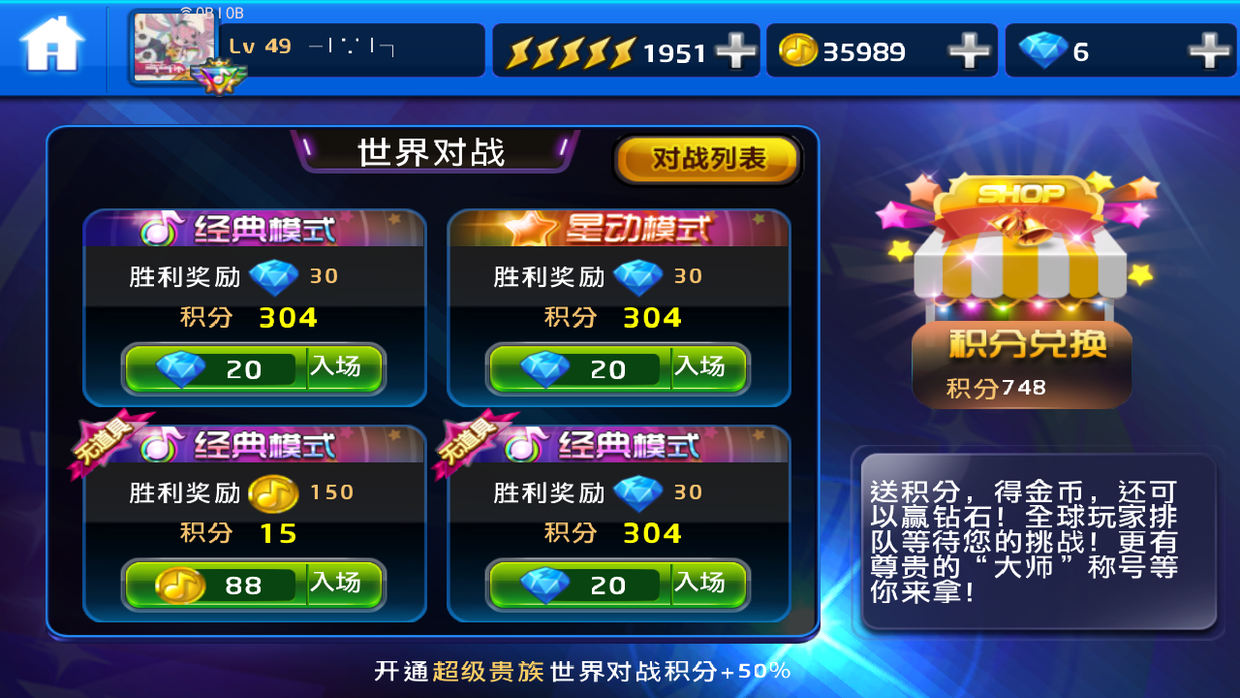 0B | 0B
Lv 49
1951
35989
6
世界对战
对战列表
经典模式
胜利奖励 30
积分 304
20 入场
星动模式
胜利奖励 30
积分 304
20 入场
无道具
经典模式
胜利奖励 150
积分 15
88 入场
无道具
经典模式
胜利奖励 30
积分 304
20 入场
SHOP
积分兑换
积分748
送积分，得金币，还可
以赢钻石！全球玩家排
队等待您的挑战！更有
尊贵的“大师”称号等
你来拿！
开通超级贵族世界对战积分+50%